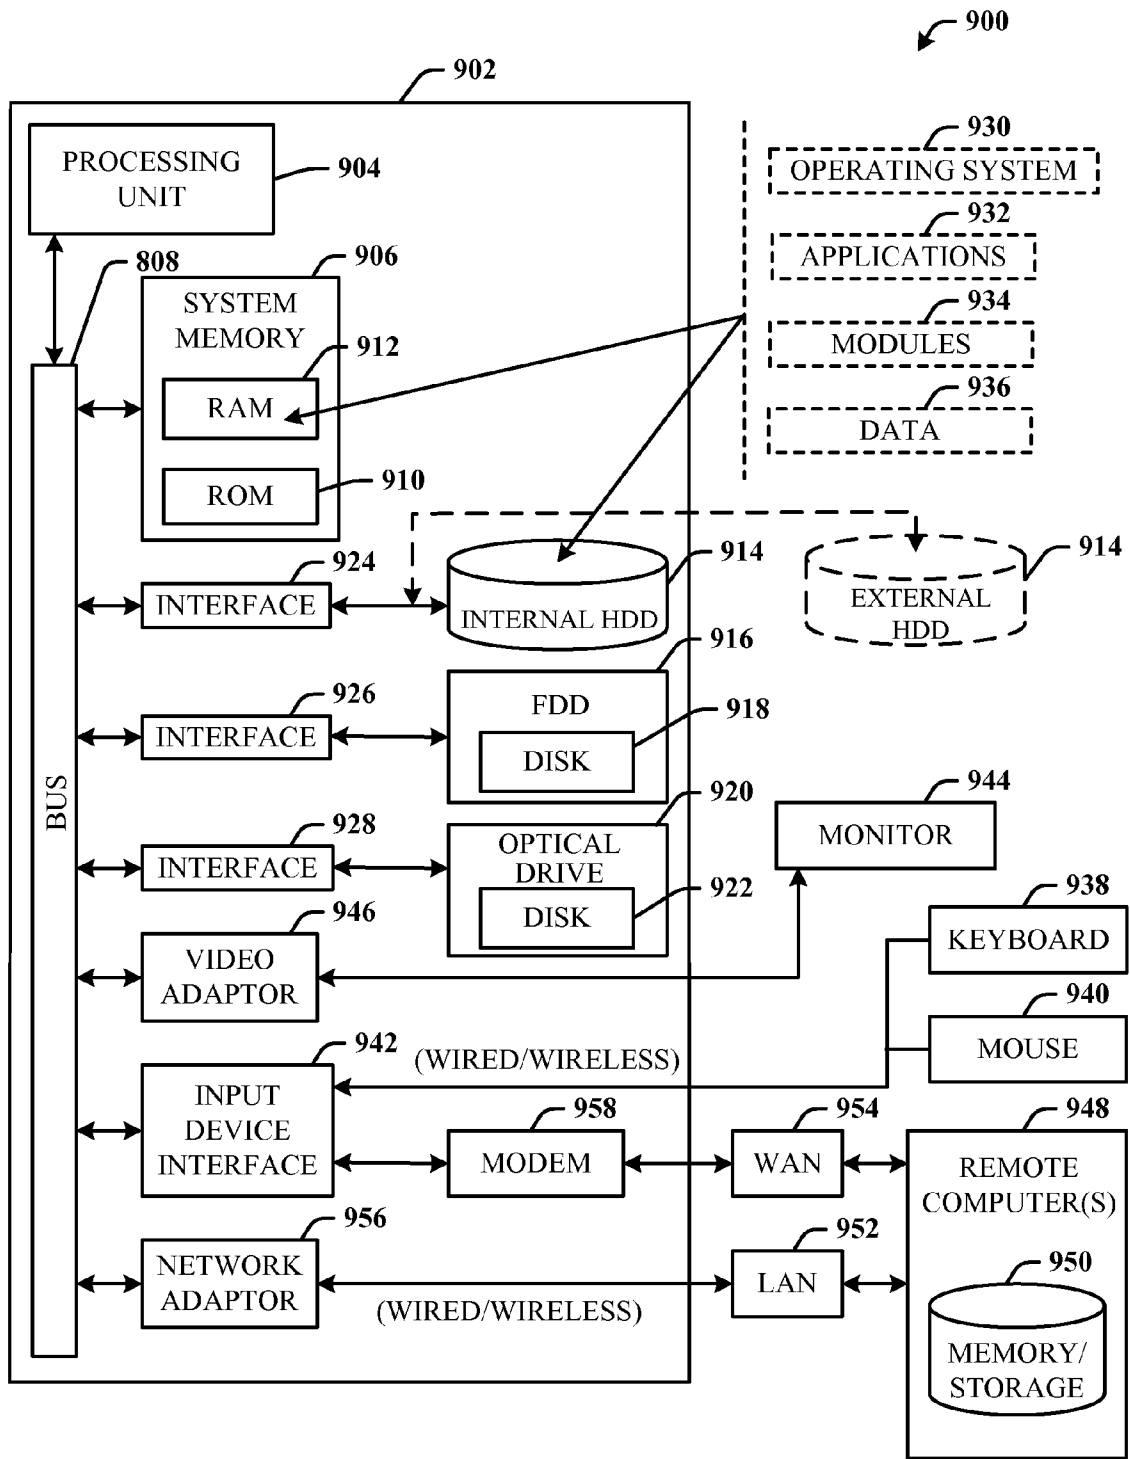 900
902
PROCESSING
UNIT
904
930
OPERATING SYSTEM
932
APPLICATIONS
934
MODULES
936
DATA
808
906
SYSTEM
MEMORY
912
RAM
910
ROM
924
INTERFACE
914
INTERNAL HDD
914
EXTERNAL
HDD
926
INTERFACE
916
FDD
918
DISK
BUS
928
INTERFACE
920
OPTICAL
DRIVE
922
DISK
944
MONITOR
946
VIDEO
ADAPTOR
938
KEYBOARD
940
MOUSE
942
INPUT
DEVICE
INTERFACE
(WIRED/WIRELESS)
958
MODEM
954
WAN
948
REMOTE
COMPUTER(S)
956
NETWORK
ADAPTOR
(WIRED/WIRELESS)
952
LAN
950
MEMORY/
STORAGE